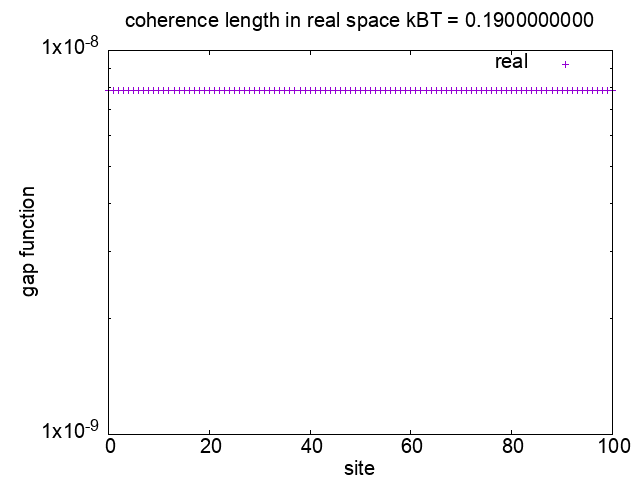 coherence length in real space kBT = 0.1900000000
1x10^-8
real
gap function
1x10^-9
0 20 40 60 80 100
site